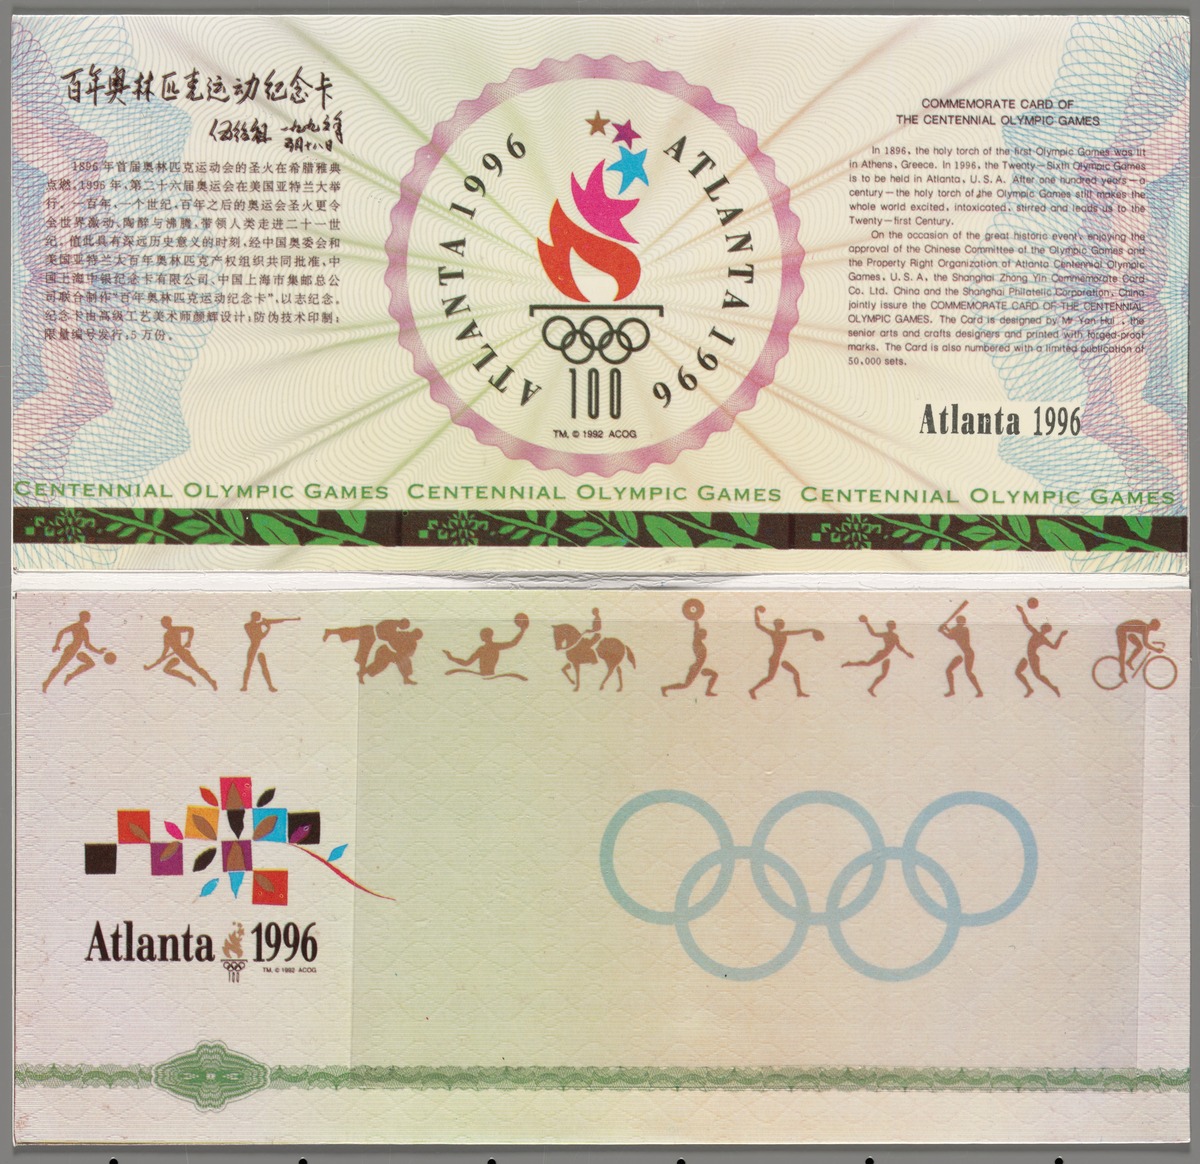 百年奥林匹克运动纪念卡
伍绍祖 一九九六年
五月十八日
1896年首届奥林匹克运动会的圣火在希腊雅典
点燃,1996年,第二十六届奥运会在美国亚特兰大举
行。一百年,一个世纪,百年之后的奥运会圣火更令
全世界激动、陶醉与沸腾,带领人类走进二十一世
纪。值此具有深远历史意义的时刻,经中国奥委会和
美国亚特兰大百年奥林匹克产权组织共同批准,中
国上海中银纪念卡有限公司、中国上海市集邮总公
司联合制作“百年奥林匹克运动纪念卡”,以志纪念。
纪念卡由高级工艺美术师颜辉设计;防伪技术印制;
限量编号发行,5万份。
ATLANTA 1996
ATLANTA 1996
100
TM, © 1992 ACOG
COMMEMORATE CARD OF
THE CENTENNIAL OLYMPIC GAMES
In 1896, the holy torch of the first Olympic Games was lit
in Athens, Greece. In 1996, the Twenty—Sixth Olympic Games
is to be held in Atlanta, U.S.A. After one hundred years—a
century—the holy torch of the Olympic Games still makes the
whole world excited, intoxicated, stirred and leads us to the
Twenty—first Century.
On the occasion of the great historic event, enjoying the
approval of the Chinese Committee of the Olympic Games and
the Property Right Organization of Atlanta Centennial Olympic
Games, U.S.A, the Shanghai Zhong Yin Commemorate Card
Co. Ltd. China and the Shanghai Philatelic Corporation, China
jointly issure the COMMEMORATE CARD OF THE CENTENNIAL
OLYMPIC GAMES. The Card is designed by Mr Yan Hui , the
senior arts and crafts designers and printed with forged-proof
marks. The Card is also numbered with a limited publication of
50,000 sets.
Atlanta 1996
CENTENNIAL OLYMPIC GAMES CENTENNIAL OLYMPIC GAMES CENTENNIAL OLYMPIC GAMES
Atlanta 1996
100
TM, © 1992 ACOG